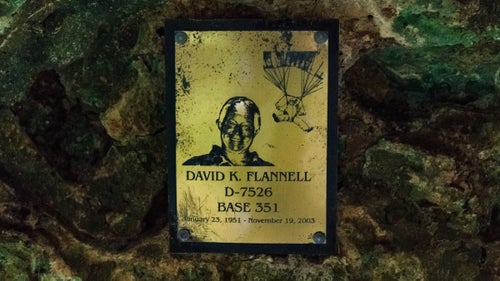 DAVID K. FLANNELL
D-7526
BASE 351
January 23, 1951 - November 19, 2003